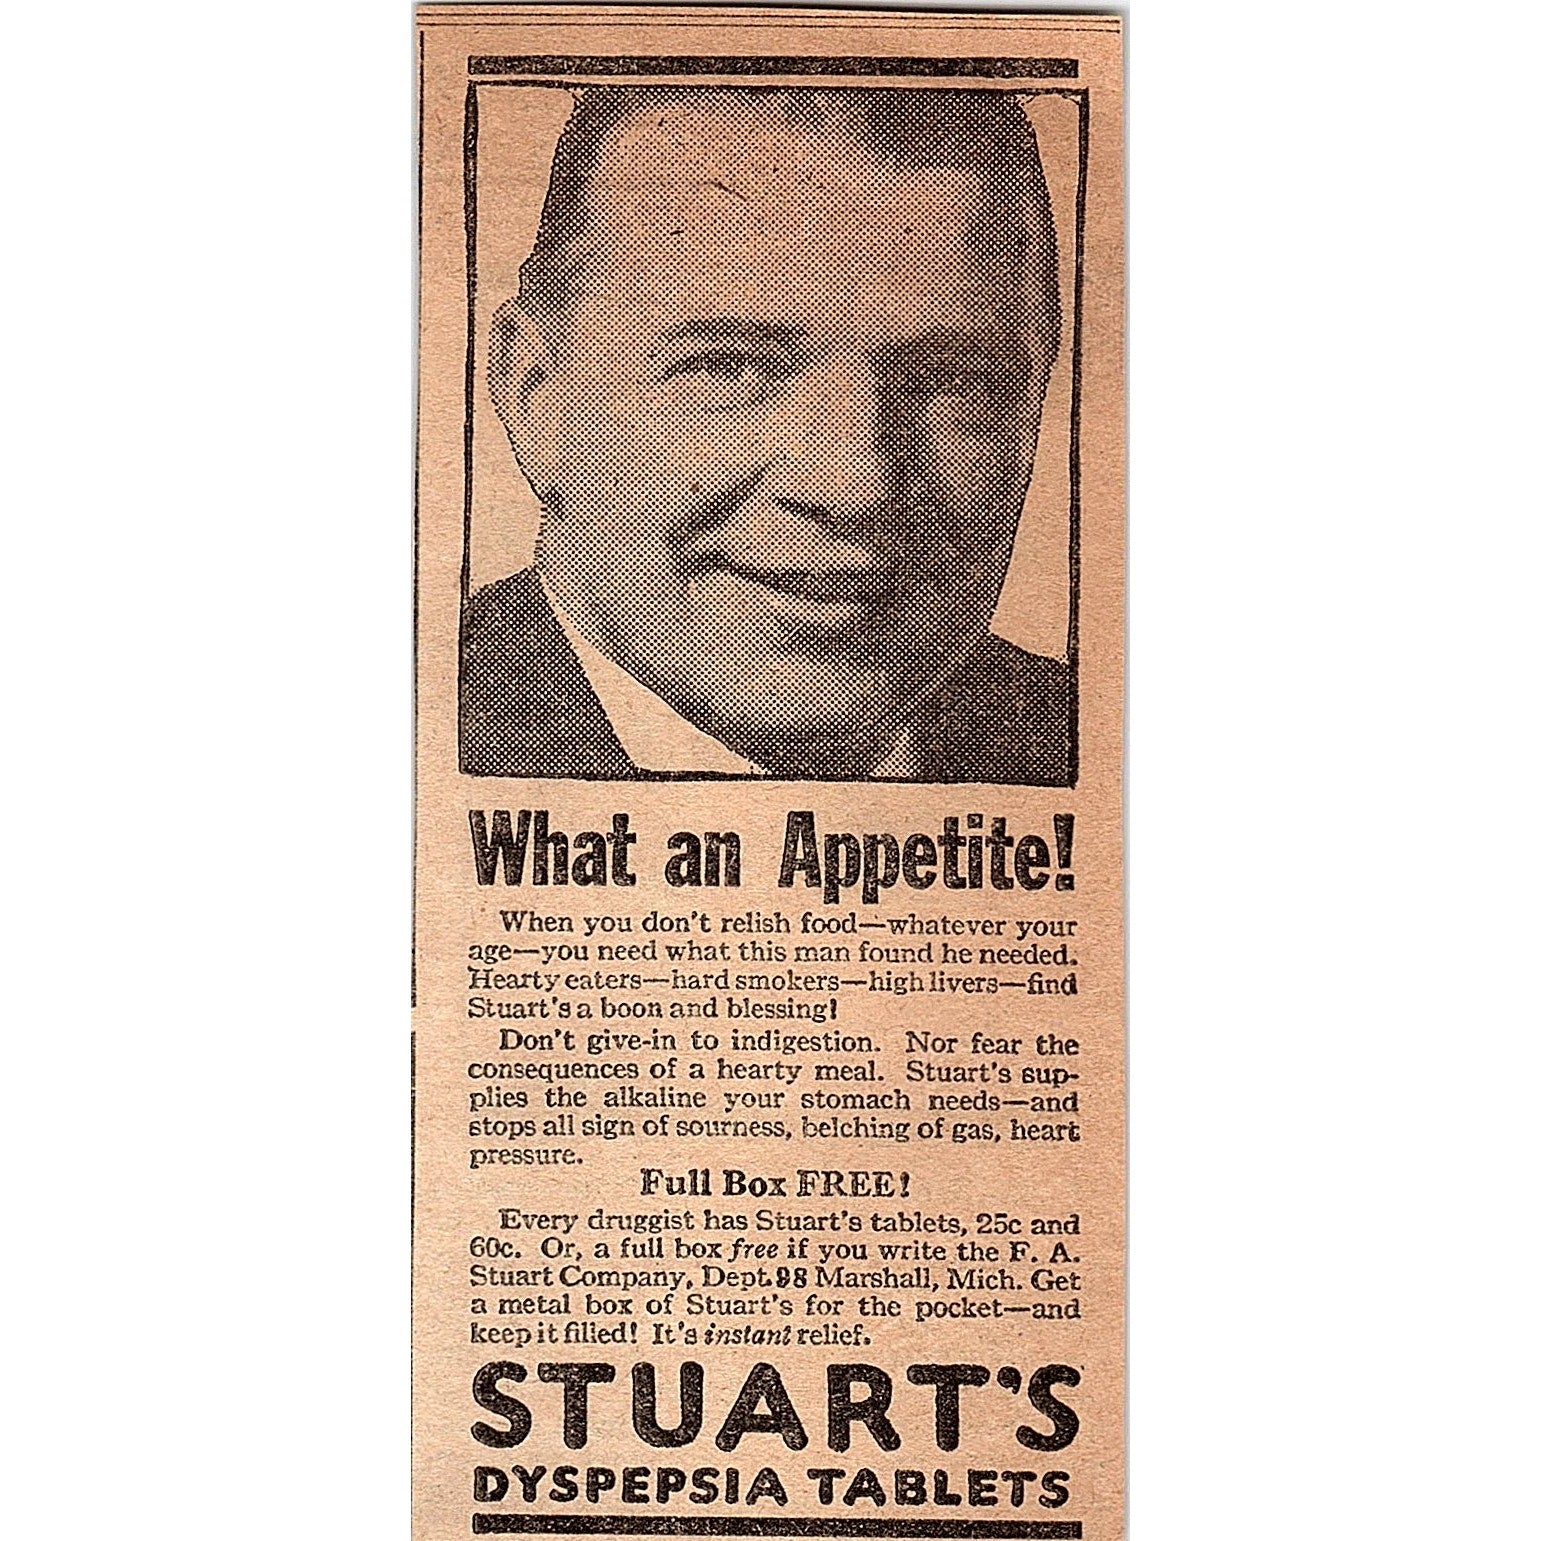 What an Appetite!
When you don't relish food—whatever your
age—you need what this man found he needed.
Hearty eaters—hard smokers—high livers—find
Stuart's a boon and blessing!
Don't give-in to indigestion. Nor fear the
consequences of a hearty meal. Stuart's sup-
plies the alkaline your stomach needs—and
stops all sign of sourness, belching of gas, heart
pressure.
Full Box FREE!
Every druggist has Stuart's tablets, 25c and
60c. Or, a full box free if you write the F. A.
Stuart Company, Dept. 98 Marshall, Mich. Get
a metal box of Stuart's for the pocket—and
keep it filled! It's instant relief.
STUART'S
DYSPEPSIA TABLETS